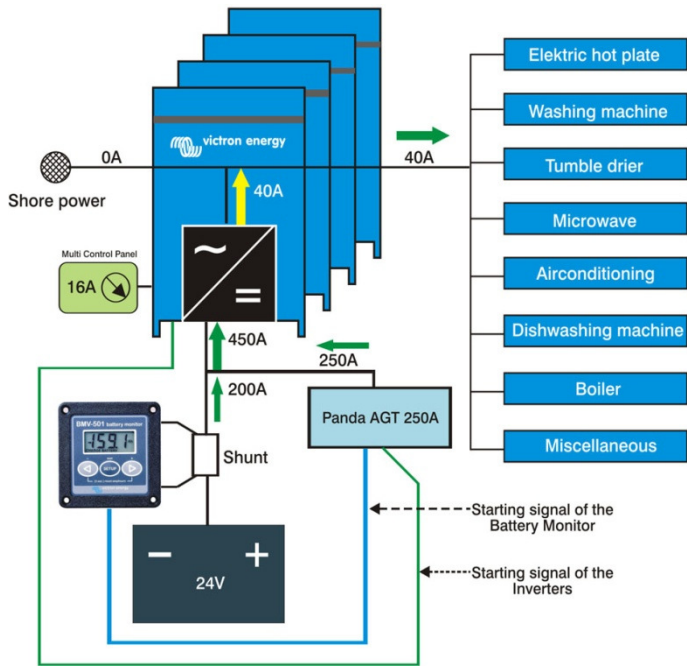 victron energy
0A
40A
40A
Shore power
Multi Control Panel
16A
450A
250A
200A
Panda AGT 250A
BMV-501 battery monitor
-159.1
SETUP
Shunt
24V
Elektric hot plate
Washing machine
Tumble drier
Microwave
Airconditioning
Dishwashing machine
Boiler
Miscellaneous
Starting signal of the
Battery Monitor
Starting signal of the
Inverters